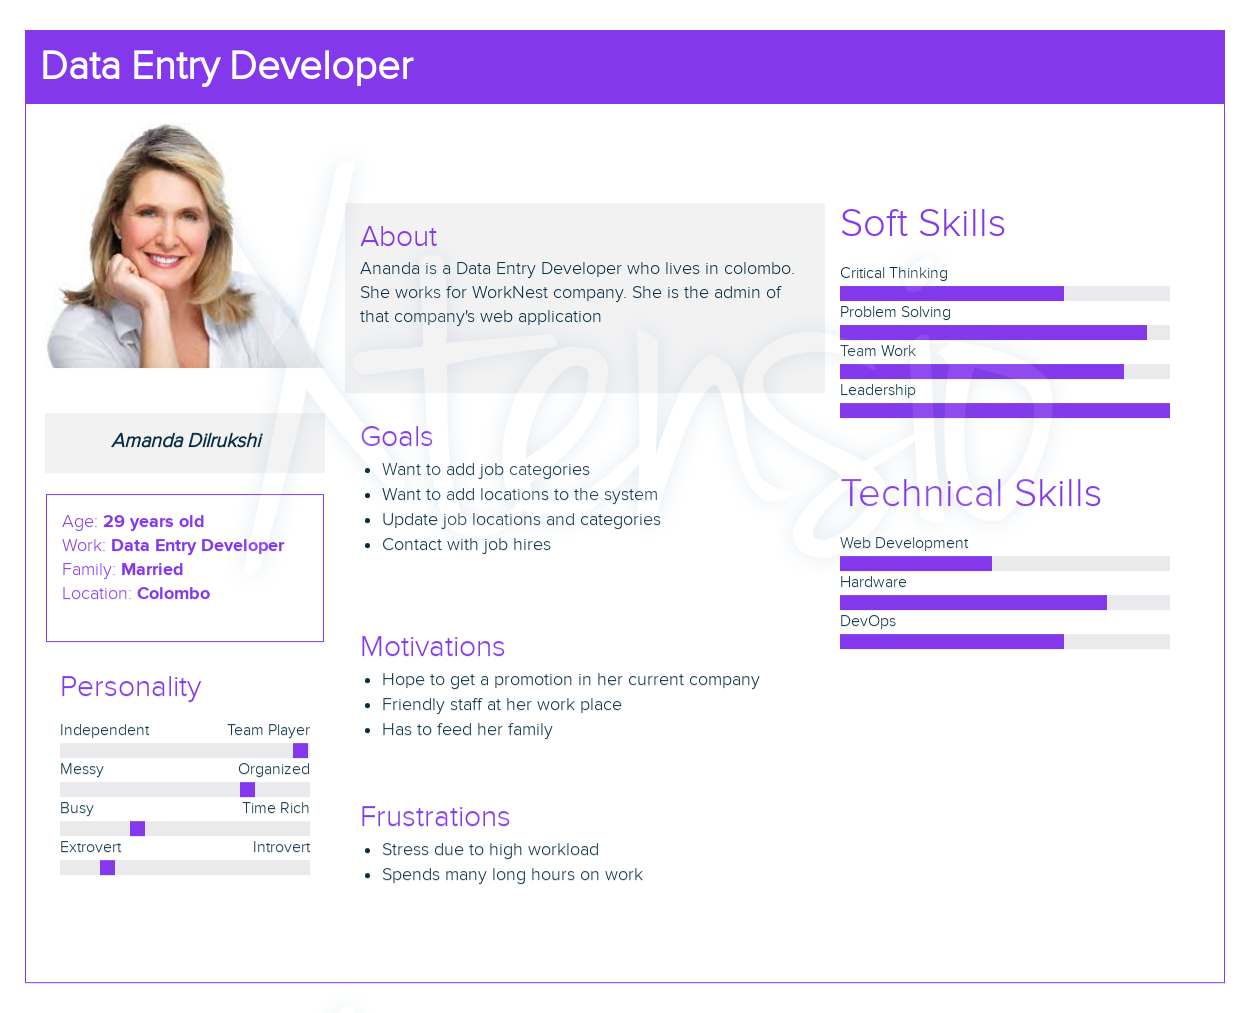 Data Entry Developer
Amanda Dilrukshi
Age: 29 years old
Work: Data Entry Developer
Family: Married
Location: Colombo
Personality
Independent Team Player
Messy Organized
Busy Time Rich
Extrovert Introvert
About
Ananda is a Data Entry Developer who lives in colombo.
She works for WorkNest company. She is the admin of
that company's web application
Goals
• Want to add job categories
• Want to add locations to the system
• Update job locations and categories
• Contact with job hires
Motivations
• Hope to get a promotion in her current company
• Friendly staff at her work place
• Has to feed her family
Frustrations
• Stress due to high workload
• Spends many long hours on work
Soft Skills
Critical Thinking
Problem Solving
Team Work
Leadership
Technical Skills
Web Development
Hardware
DevOps
Xtensio